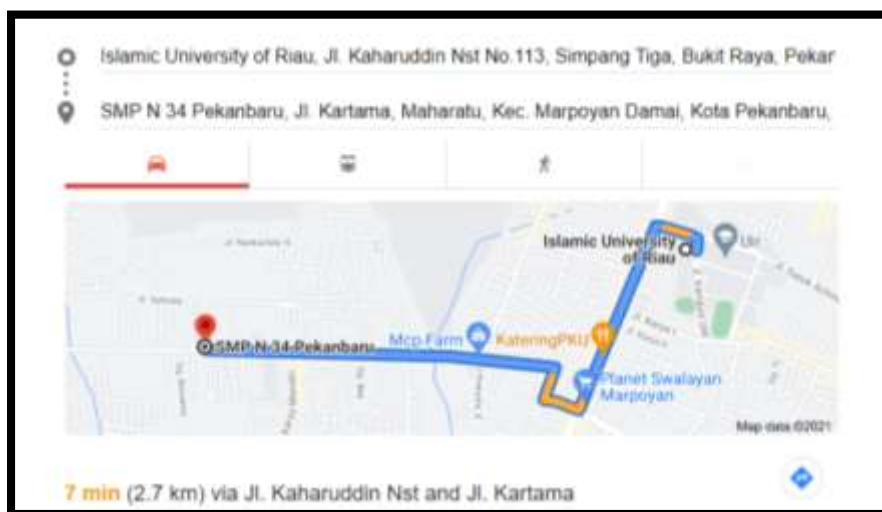 Islamic University of Riau, Jl. Kaharuddin Nst No.113, Simpang Tiga, Bukit Raya, Pekan
SMP N 34 Pekanbaru, Jl. Kartama, Maharatu, Kec. Marpoyan Damai, Kota Pekanbaru,
Islamic University
of Riau
Uir
SMP N 34 Pekanbaru
Mcp Farm
KateringPKU
Planet Swalayan
Marpoyan
Map data ©2021
7 min (2.7 km) via Jl. Kaharuddin Nst and Jl. Kartama